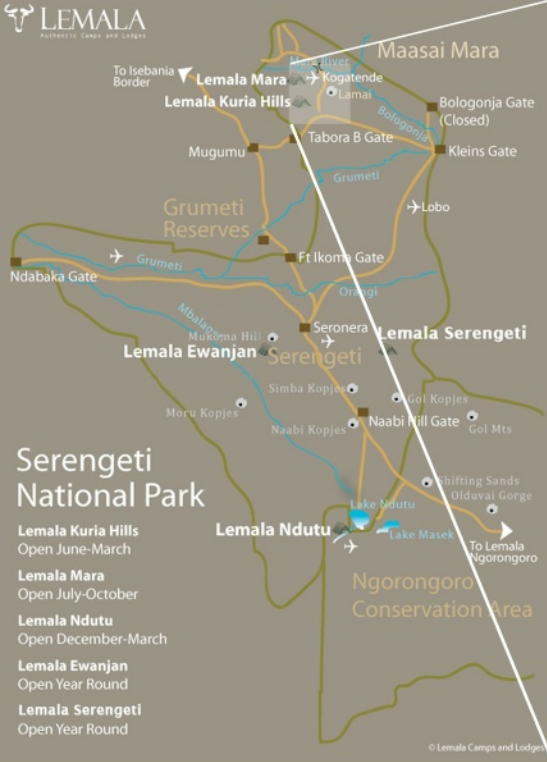 LEMALA
Authentic Camps and Lodges
Maasai Mara
To Isebania
Border
Mara River
Lemala Mara
Kogatende
Lamai
Lemala Kuria Hills
Bologonja Gate
(Closed)
Bologonja
Tabora B Gate
Mugumu
Kleins Gate
Grumeti
Grumeti
Reserves
Lobo
Ft Ikoma Gate
Grumeti
Ndabaka Gate
Orangi
Mbalageti
Seronera
Mukoma Hill
Lemala Serengeti
Lemala Ewanjan
Serengeti
Simba Kopjes
Gol Kopjes
Moru Kopjes
Naabi Hill Gate
Naabi Kopjes
Gol Mts
Serengeti
National Park
Shifting Sands
Olduvai Gorge
Lake Ndutu
Lemala Ndutu
Lake Masek
To Lemala
Ngorongoro
Ngorongoro
Conservation Area
Lemala Kuria Hills
Open June-March
Lemala Mara
Open July-October
Lemala Ndutu
Open December-March
Lemala Ewanjan
Open Year Round
Lemala Serengeti
Open Year Round
© Lemala Camps and Lodges